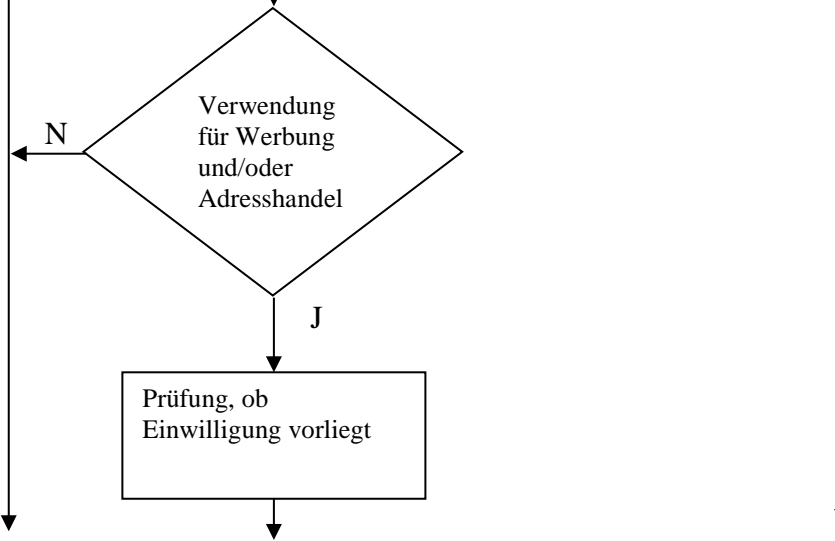 Verwendung
für Werbung
und/oder
Adresshandel
N
J
Prüfung, ob
Einwilligung vorliegt